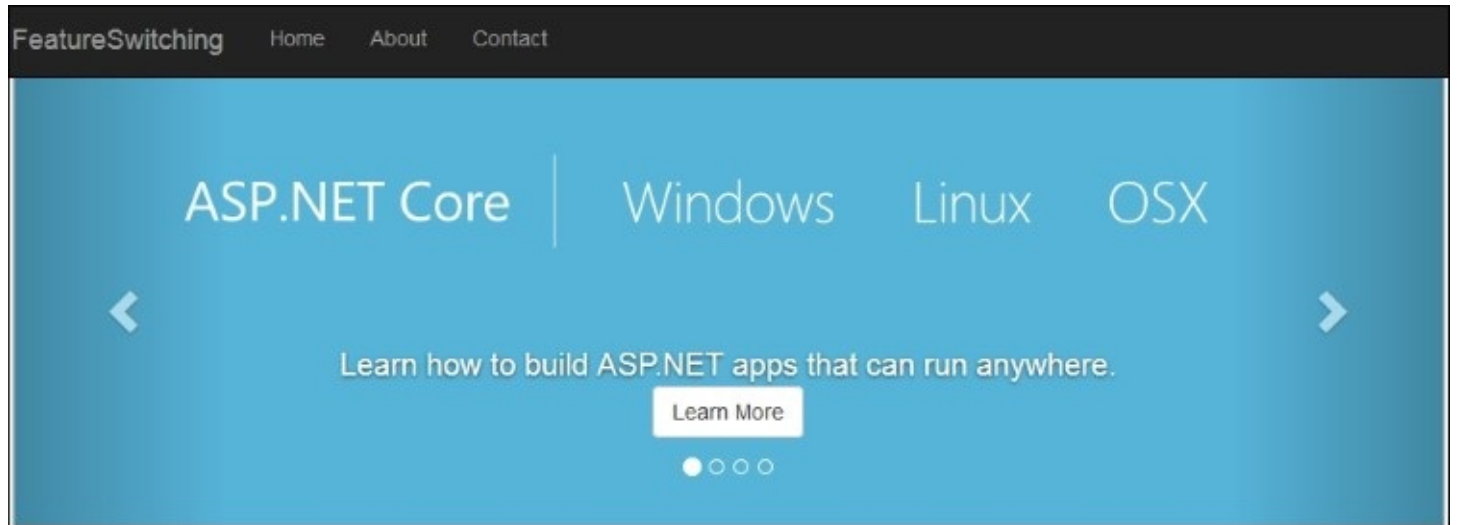 FeatureSwitching Home About Contact
ASP.NET Core Windows Linux OSX
Learn how to build ASP.NET apps that can run anywhere.
Learn More